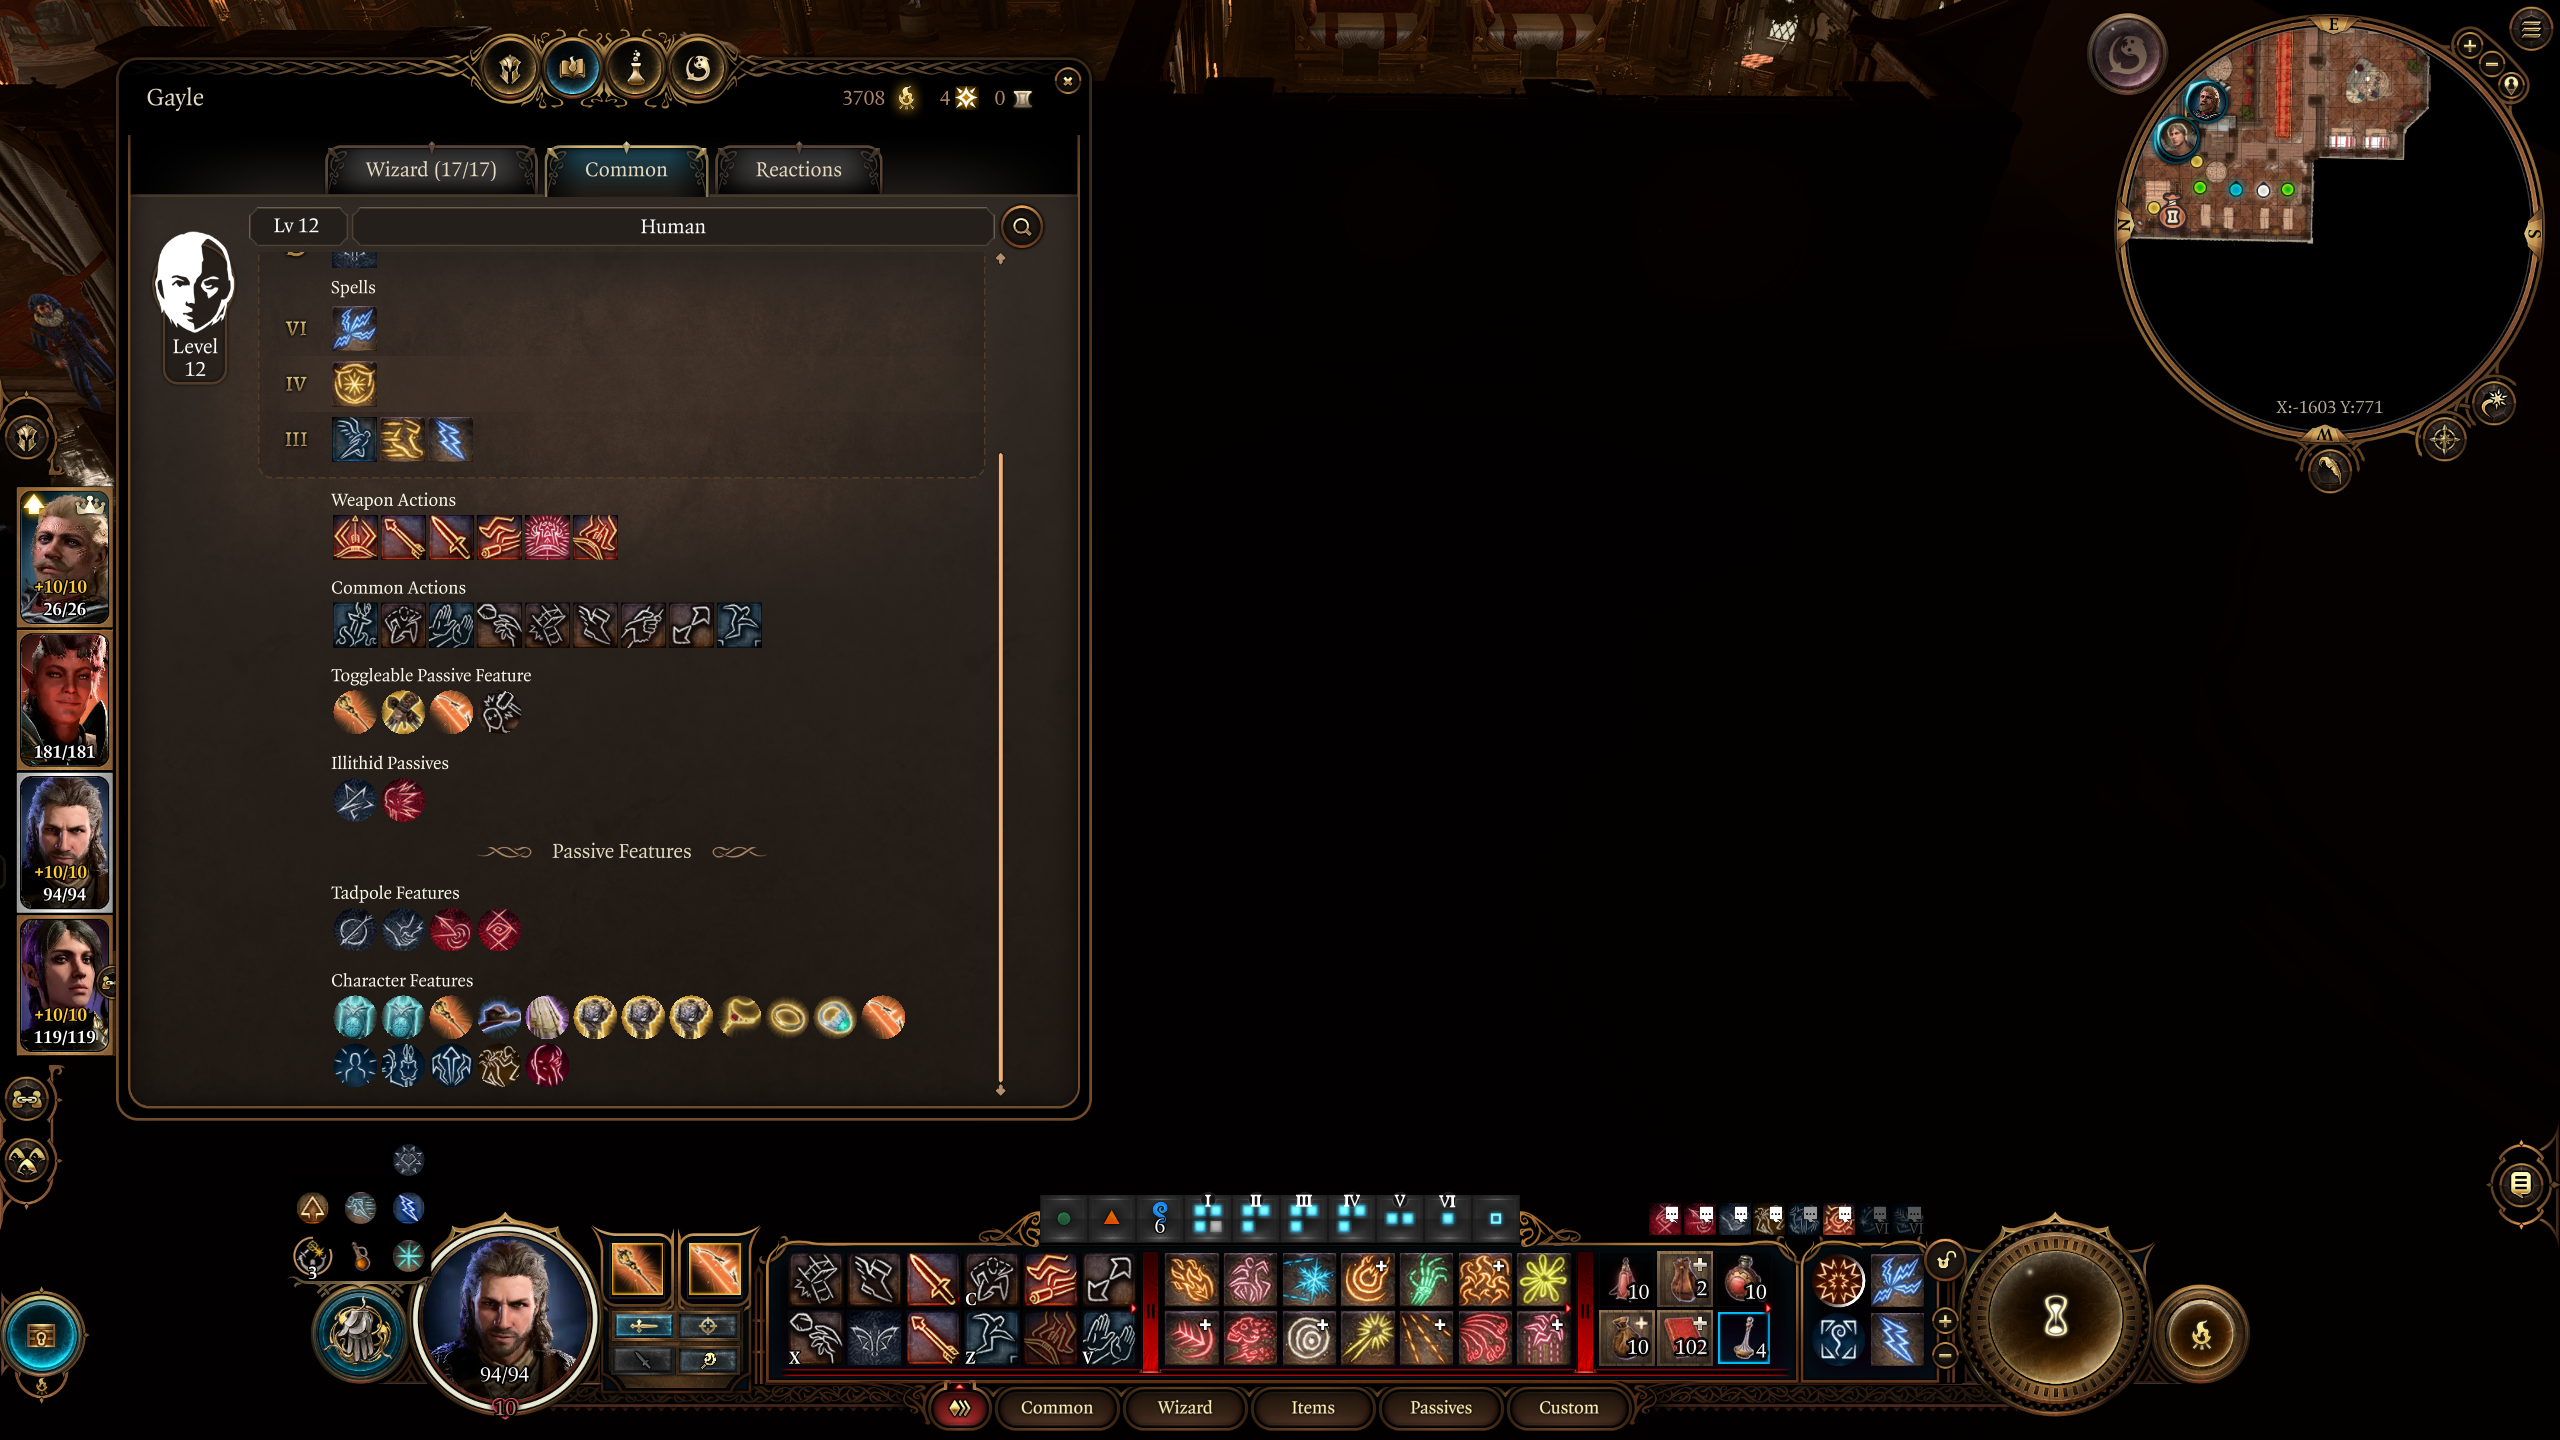 Gayle
3708 4 0
Wizard (17/17) Common Reactions
Lv 12 Human
Level
12
Spells
VI
IV
III
Weapon Actions
Common Actions
Toggleable Passive Feature
Illithid Passives
Passive Features
Tadpole Features
Character Features
+10/10
26/26
181/181
+10/10
94/94
+10/10
119/119
E
N
S
W
X:-1603 Y:771
3
94/94
10
6 I II III IV V VI
VI VI
C
X Z V
10 2 10
10 102 4
Common Wizard Items Passives Custom